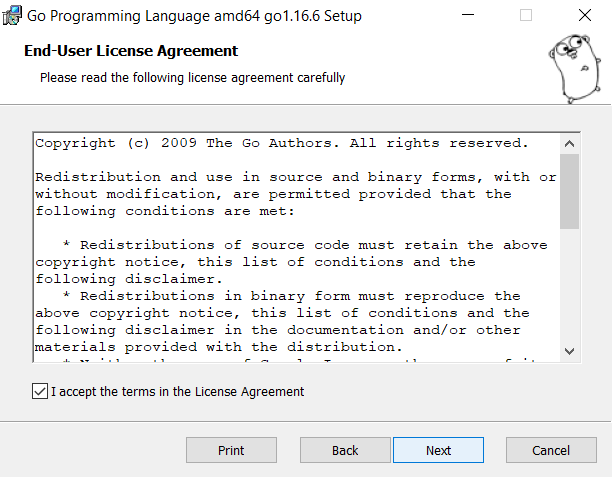 Go Programming Language amd64 go1.16.6 Setup
End-User License Agreement
Please read the following license agreement carefully
Copyright (c) 2009 The Go Authors. All rights reserved.
Redistribution and use in source and binary forms, with or
without modification, are permitted provided that the
following conditions are met:
* Redistributions of source code must retain the above
copyright notice, this list of conditions and the
following disclaimer.
* Redistributions in binary form must reproduce the
above copyright notice, this list of conditions and the
following disclaimer in the documentation and/or other
materials provided with the distribution.
I accept the terms in the License Agreement
Print
Back
Next
Cancel